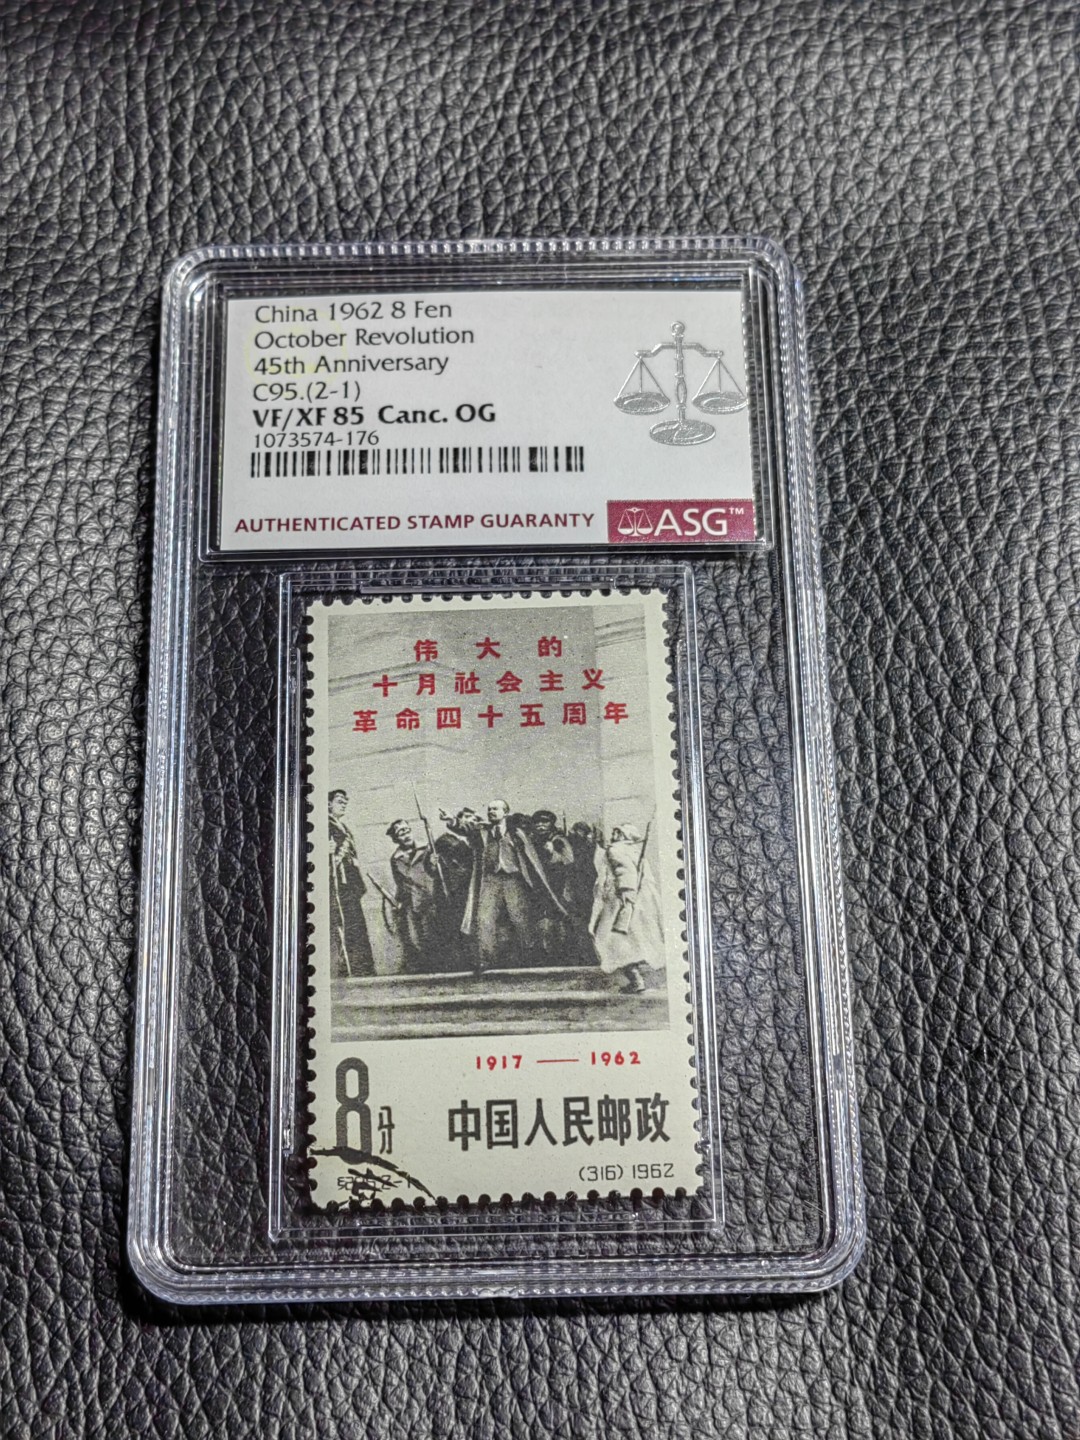 China 1962 8 Fen
October Revolution
45th Anniversary
C95.(2-1)
VF/XF 85 Canc. OG
1073574-176
AUTHENTICATED STAMP GUARANTY
ASG™
伟大的
十月社会主义
革命四十五周年
1917 — 1962
8分
中国人民邮政
(316) 1962